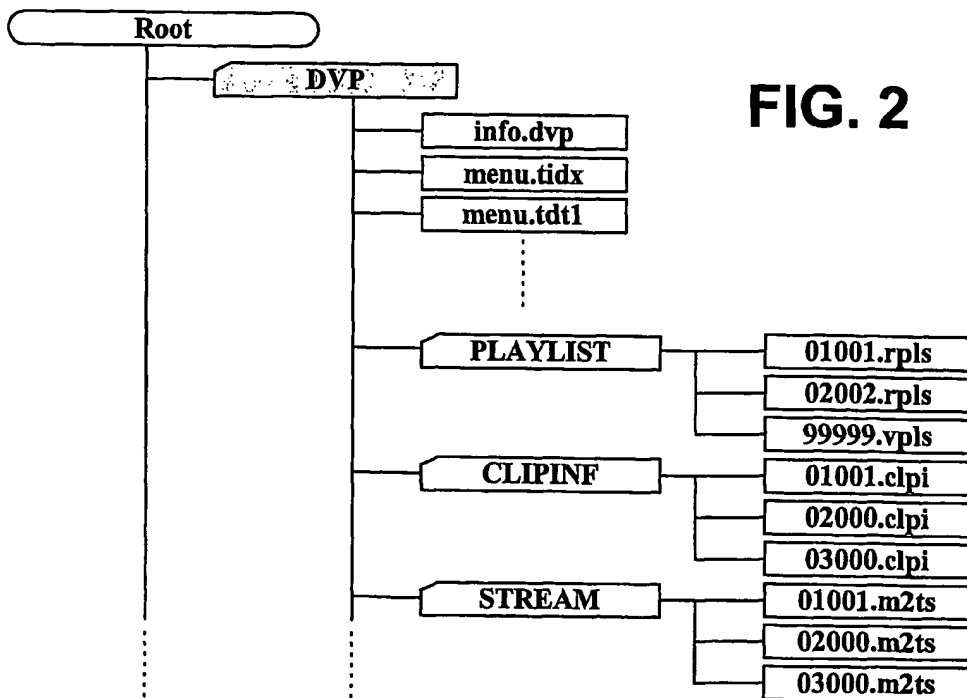 Root
DVP
FIG. 2
info.dvp
menu.tidx
menu.tdt1
PLAYLIST
01001.rpls
02002.rpls
99999.vpls
CLIPINF
01001.clpi
02000.clpi
03000.clpi
STREAM
01001.m2ts
02000.m2ts
03000.m2ts